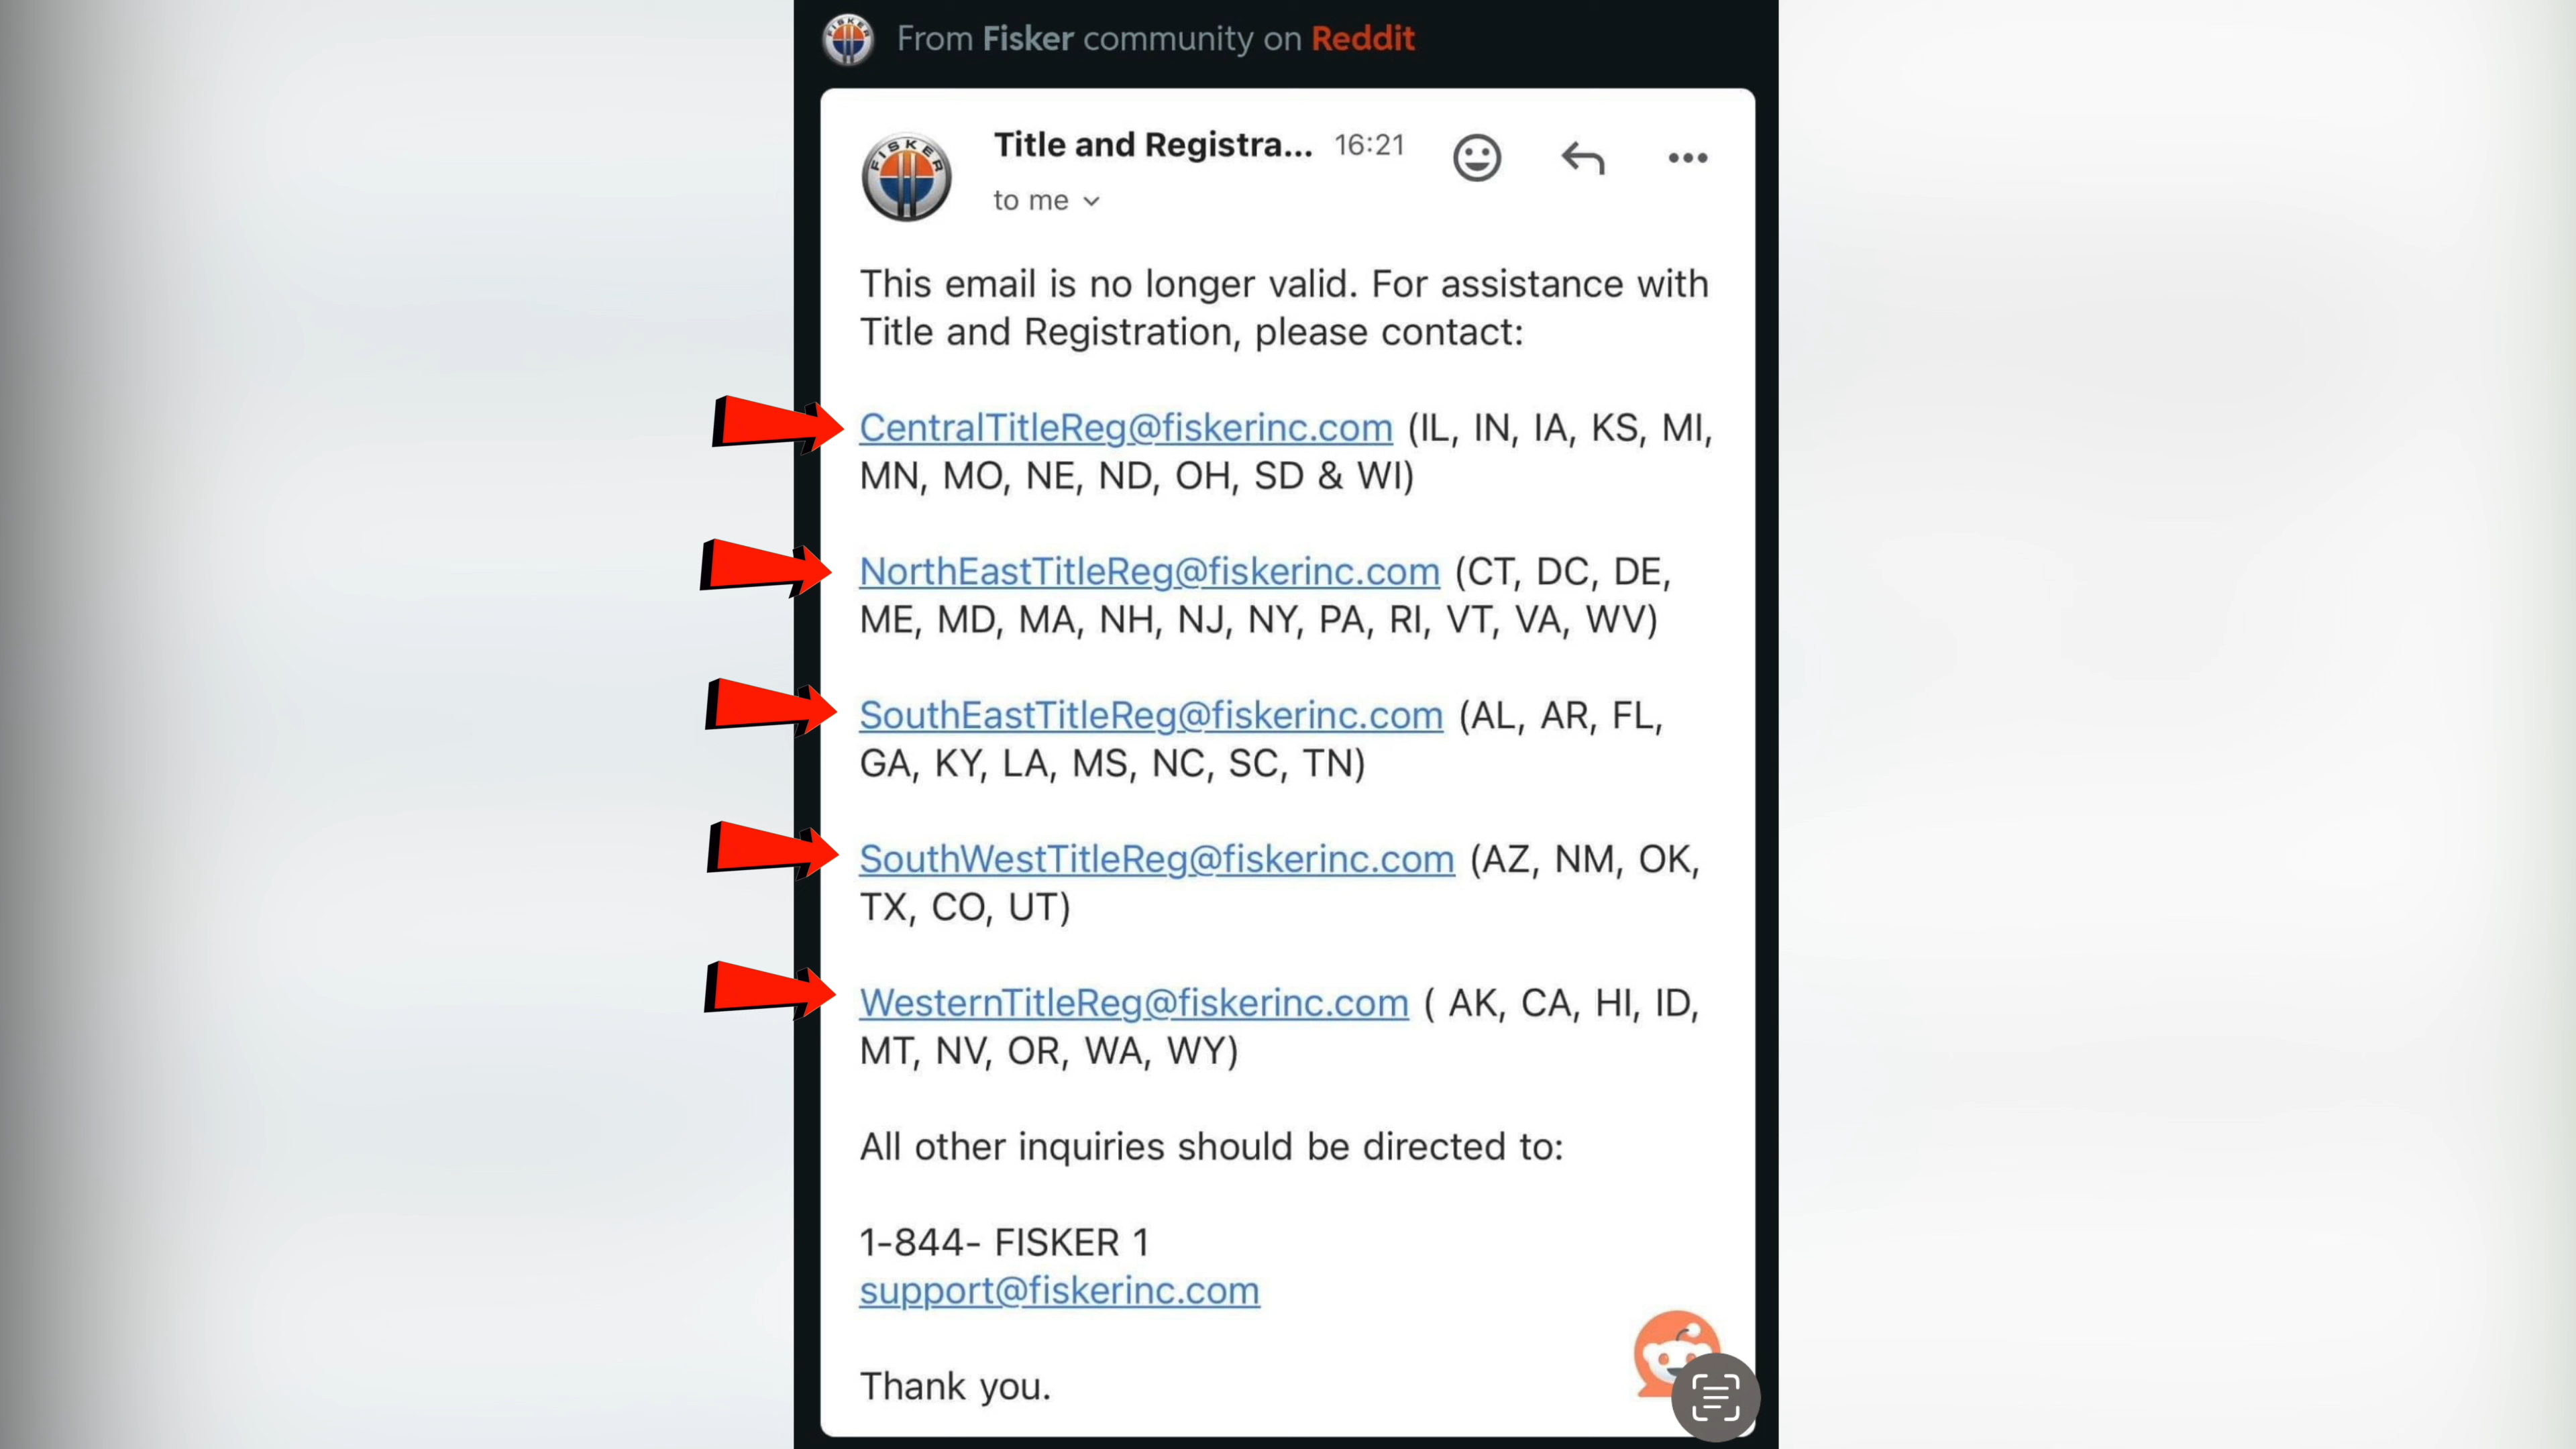 FISKER
From Fisker community on Reddit
FISKER
Title and Registra... 16:21
to me
This email is no longer valid. For assistance with
Title and Registration, please contact:
CentralTitleReg@fiskerinc.com (IL, IN, IA, KS, MI,
MN, MO, NE, ND, OH, SD & WI)
NorthEastTitleReg@fiskerinc.com (CT, DC, DE,
ME, MD, MA, NH, NJ, NY, PA, RI, VT, VA, WV)
SouthEastTitleReg@fiskerinc.com (AL, AR, FL,
GA, KY, LA, MS, NC, SC, TN)
SouthWestTitleReg@fiskerinc.com (AZ, NM, OK,
TX, CO, UT)
WesternTitleReg@fiskerinc.com ( AK, CA, HI, ID,
MT, NV, OR, WA, WY)
All other inquiries should be directed to:
1-844- FISKER 1
support@fiskerinc.com
Thank you.